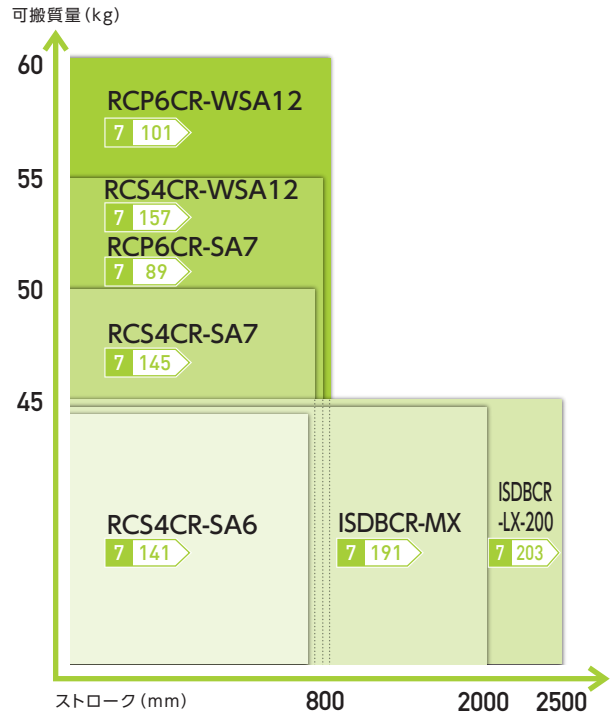 可搬質量(kg)
60
RCP6CR-WSA12
7 101
55
RCS4CR-WSA12
7 157
RCP6CR-SA7
7 89
50
RCS4CR-SA7
7 145
45
RCS4CR-SA6
7 141
ISDBCR-MX
7 191
ISDBCR
-LX-200
7 203
ストローク(mm)
800
2000
2500